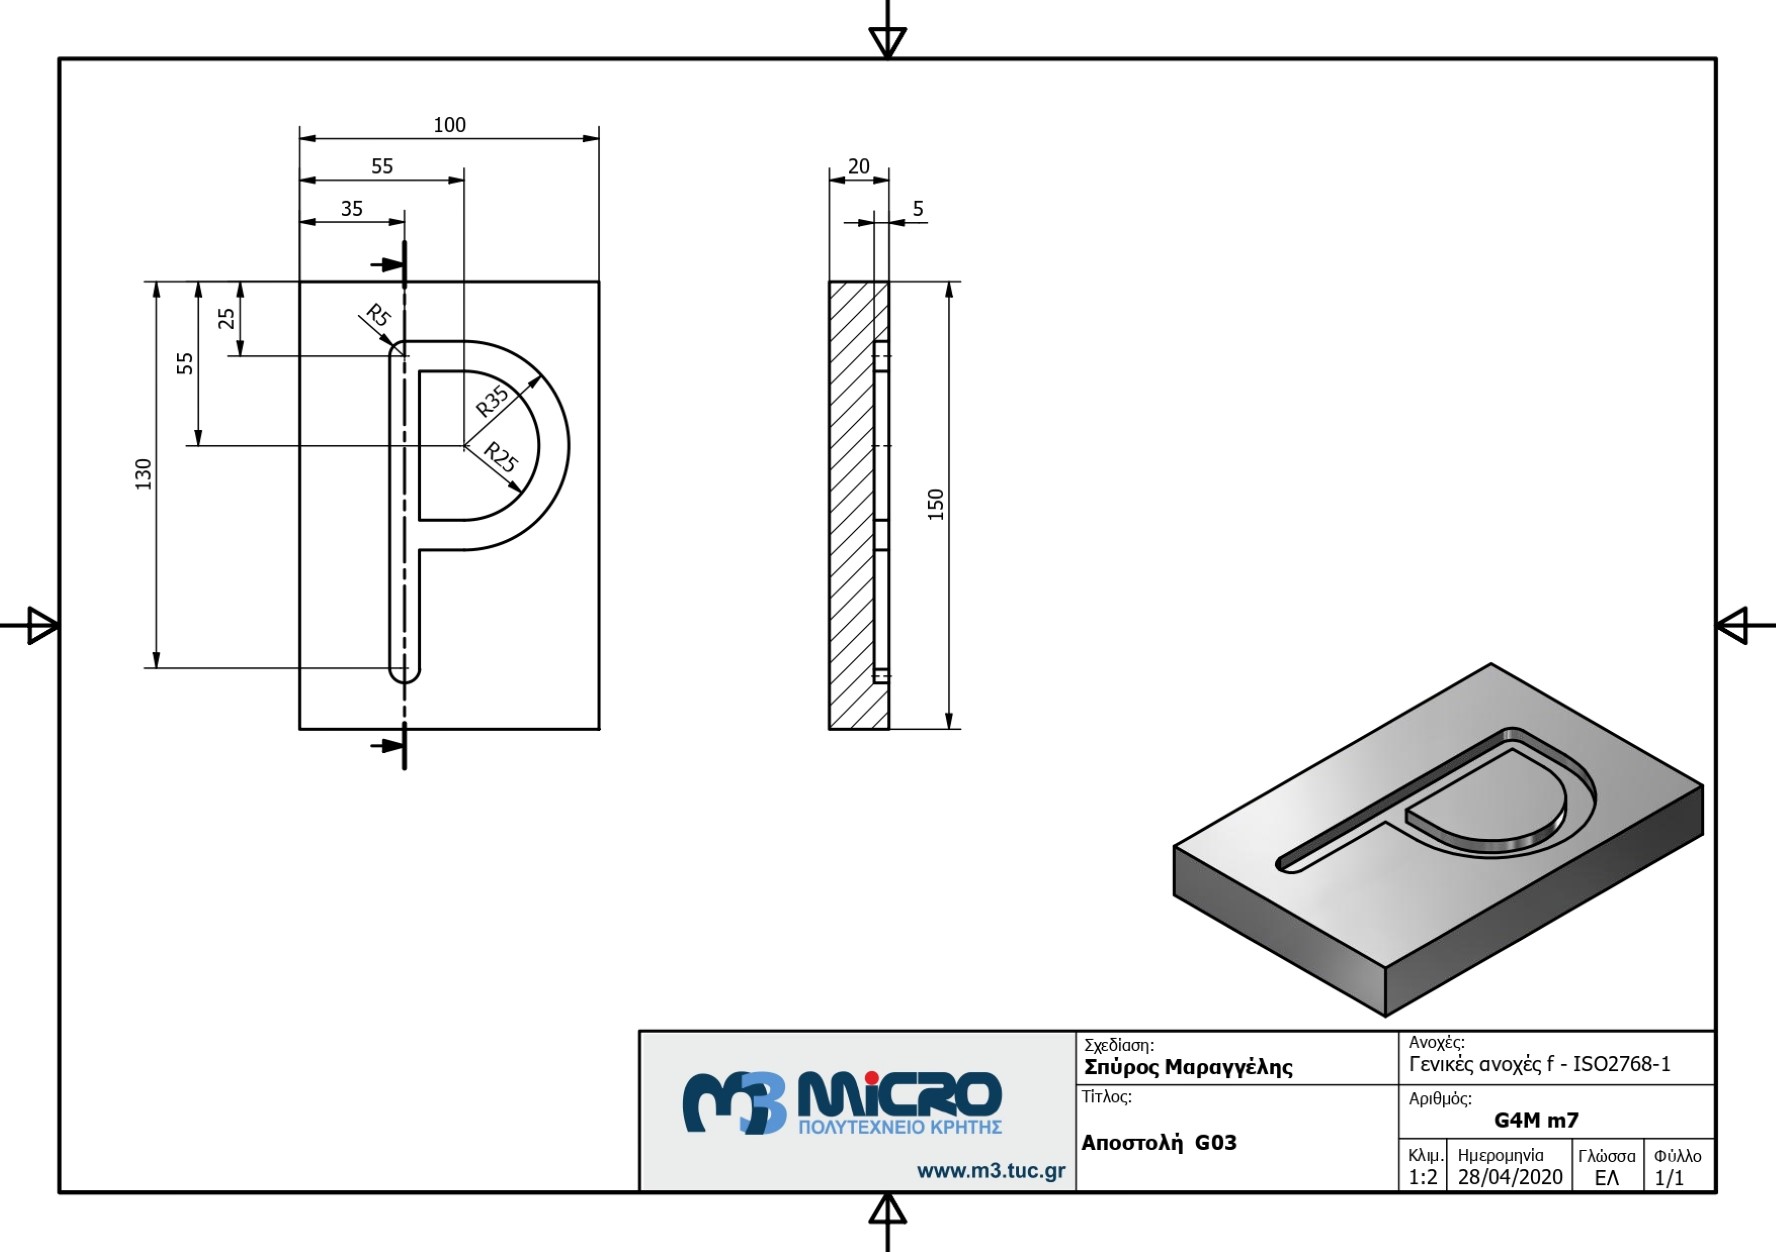 100
55
35
20
5
R5
25
55
130
R35
R25
150
Σχεδίαση:
Σπύρος Μαραγγέλης
Ανοχές:
Γενικές ανοχές f - ISO2768-1
Τίτλος:
Αποστολή G03
Αριθμός:
G4M m7
m3 MiCRO
ΠΟΛΥΤΕΧΝΕΙΟ ΚΡΗΤΗΣ
www.m3.tuc.gr
Κλιμ. Ημερομηνία Γλώσσα Φύλλο
1:2 28/04/2020 ΕΛ 1/1